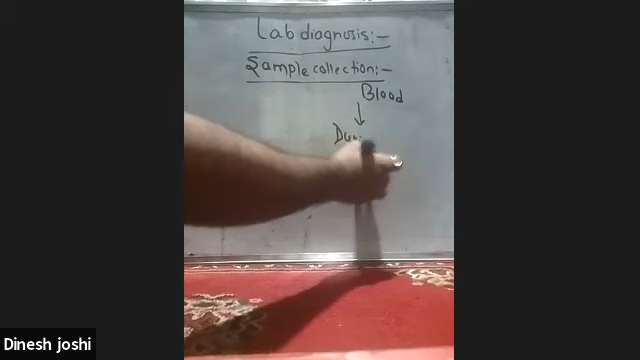 Lab diagnosis:-
Sample collection:-
Blood
Dinesh joshi